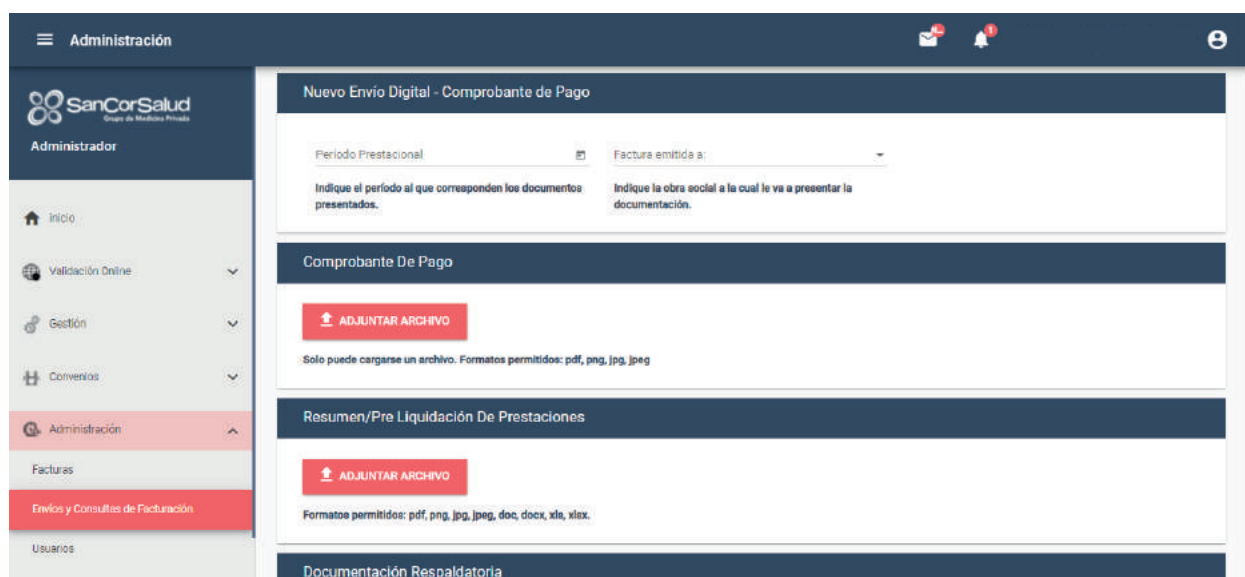 Administración
SanCorSalud
Grupo de Medicina Privada
Administrador
Inicio
Validación Online
Gestión
Convenios
Administración
Facturas
Envíos y Consultas de Facturación
Usuarios
Nuevo Envío Digital - Comprobante de Pago
Período Prestacional
Factura emitida a:
Indique el período al que corresponden los documentos
presentados.
Indique la obra social a la cual le va a presentar la
documentación.
Comprobante De Pago
ADJUNTAR ARCHIVO
Solo puede cargarse un archivo. Formatos permitidos: pdf, png, jpg, jpeg
Resumen/Pre Liquidación De Prestaciones
ADJUNTAR ARCHIVO
Formatos permitidos: pdf, png, jpg, jpeg, doc, docx, xls, xlsx.
Documentación Respaldatoria